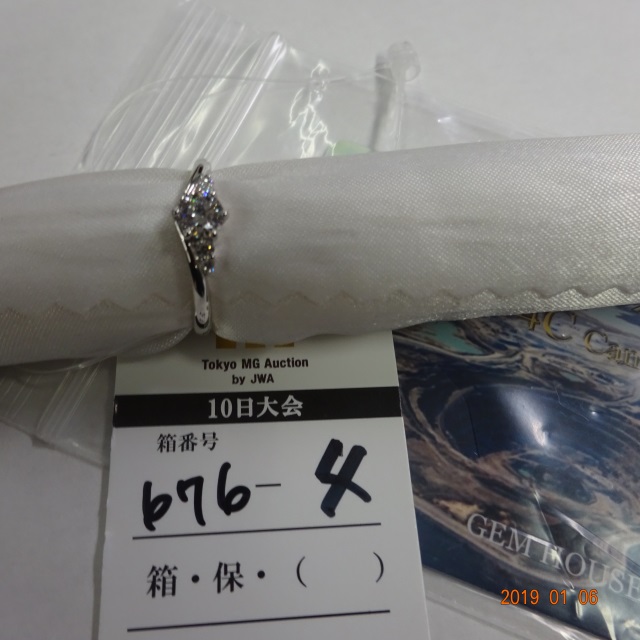 Tokyo MG Auction
by JWA
10日大会
箱番号
676-4
箱・保・( )
4C
GEM HOUSE
2019 01 06